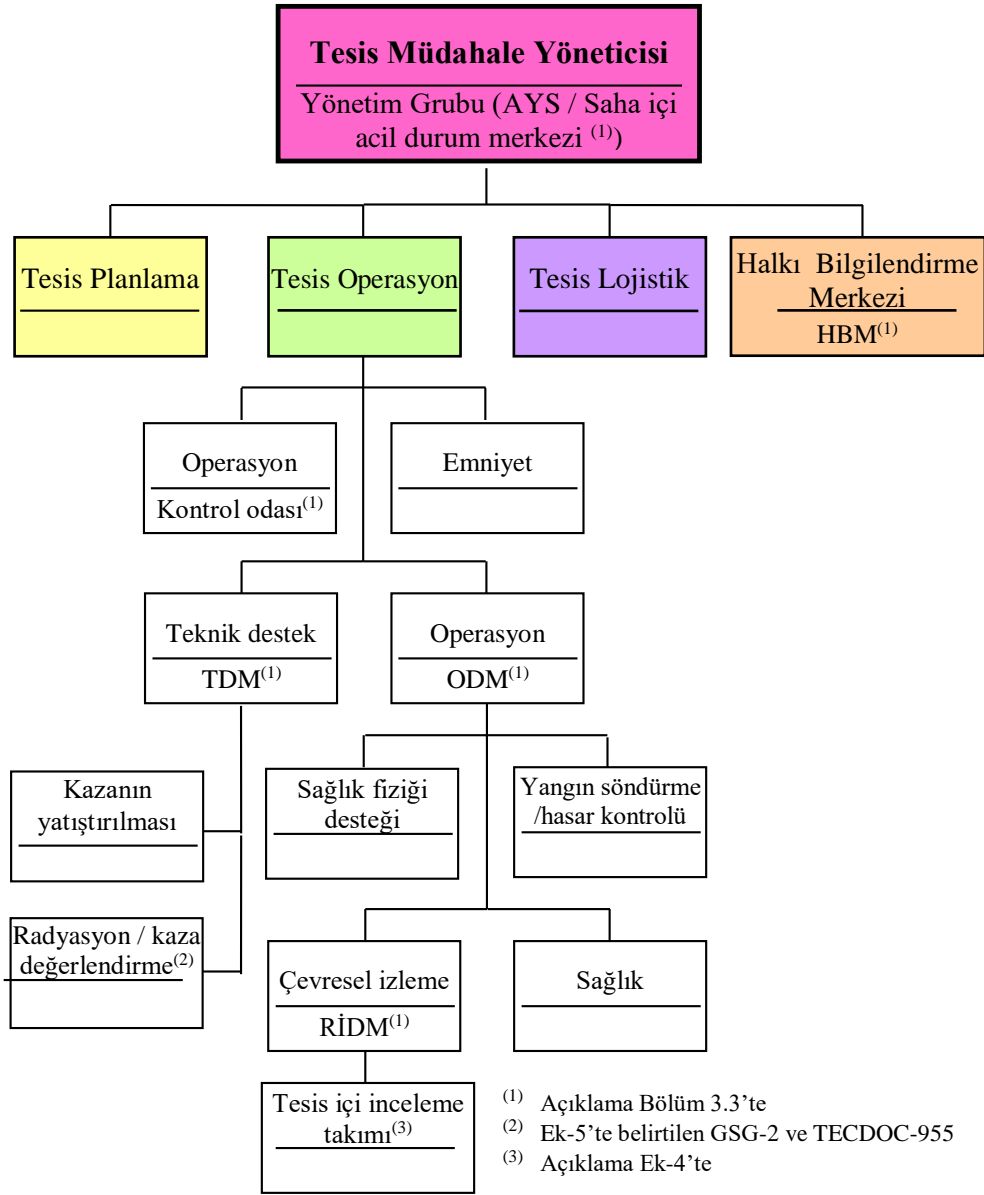 Tesis Müdahale Yöneticisi
Yönetim Grubu (AYS / Saha içi
acil durum merkezi (1))
Tesis Planlama
Tesis Operasyon
Tesis Lojistik
Halkı Bilgilendirme
Merkezi
HBM(1)
Operasyon
Kontrol odası(1)
Emniyet
Teknik destek
TDM(1)
Operasyon
ODM(1)
Kazanın
yatıştırılması
Sağlık fiziği
desteği
Yangın söndürme
/hasar kontrolü
Radyasyon / kaza
değerlendirme(2)
Çevresel izleme
RİDM(1)
Sağlık
Tesis içi inceleme
takımı(3)
(1) Açıklama Bölüm 3.3’te
(2) Ek-5’te belirtilen GSG-2 ve TECDOC-955
(3) Açıklama Ek-4’te